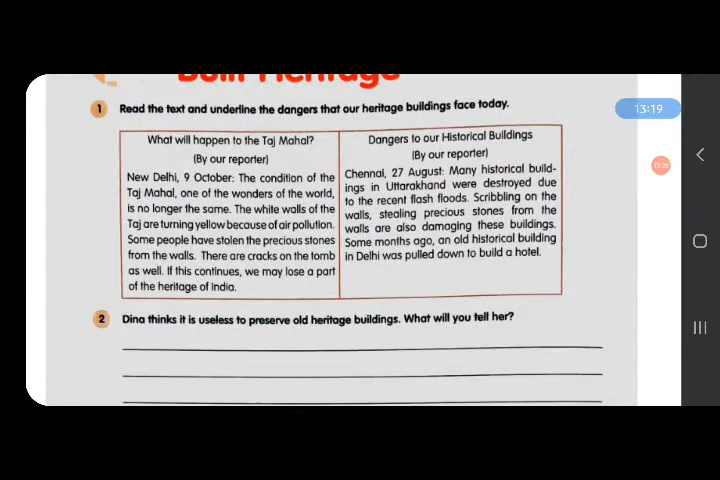 Built Heritage
13:19
13:20
1 Read the text and underline the dangers that our heritage buildings face today.
What will happen to the Taj Mahal?
(By our reporter)
New Delhi, 9 October: The condition of the
Taj Mahal, one of the wonders of the world,
is no longer the same. The white walls of the
Taj are turning yellow because of air pollution.
Some people have stolen the precious stones
from the walls. There are cracks on the tomb
as well. If this continues, we may lose a part
of the heritage of India.
Dangers to our Historical Buildings
(By our reporter)
Chennai, 27 August: Many historical build-
ings in Uttarakhand were destroyed due
to the recent flash floods. Scribbling on the
walls, stealing precious stones from the
walls are also damaging these buildings.
Some months ago, an old historical building
in Delhi was pulled down to build a hotel.
2 Dina thinks it is useless to preserve old heritage buildings. What will you tell her?